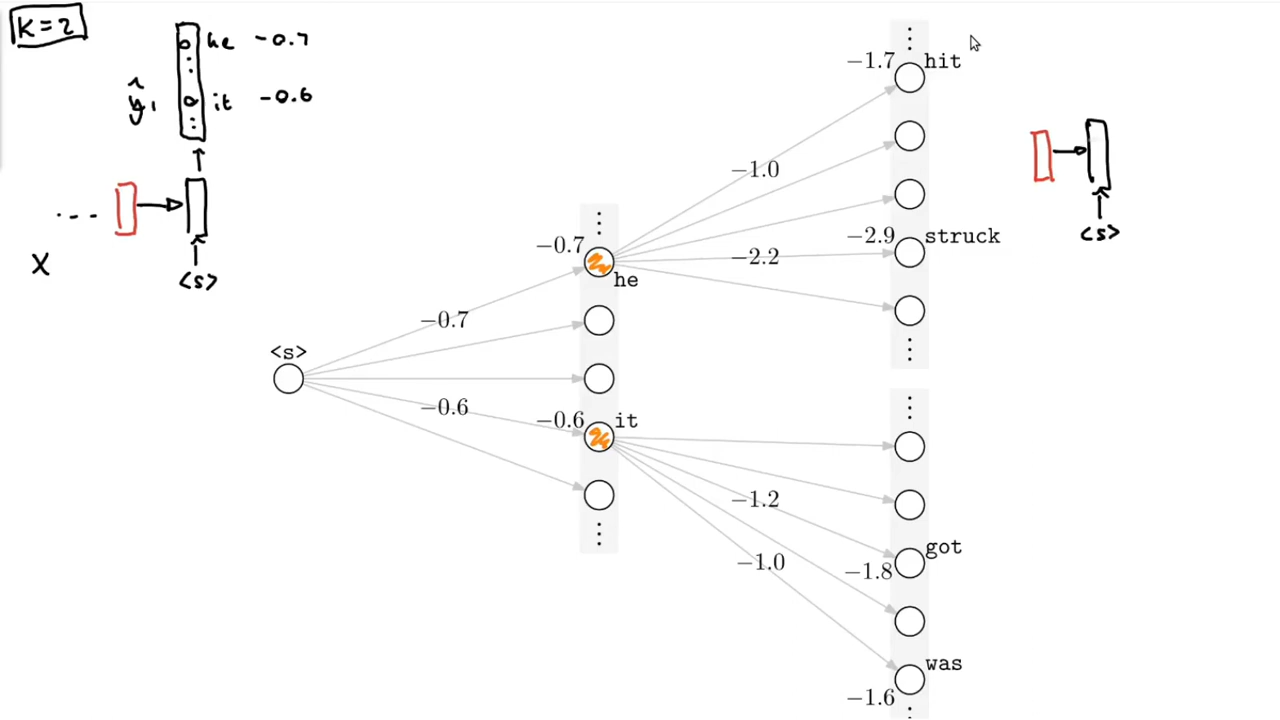 K=2
he -0.7
ŷ₁ it -0.6
...
X
<s>
<s>
−0.7
−0.6
−0.7
he
−0.6 it
−1.0
−2.2
−1.2
−1.0
−1.7 hit
−2.9 struck
got
−1.8
was
−1.6
<s>